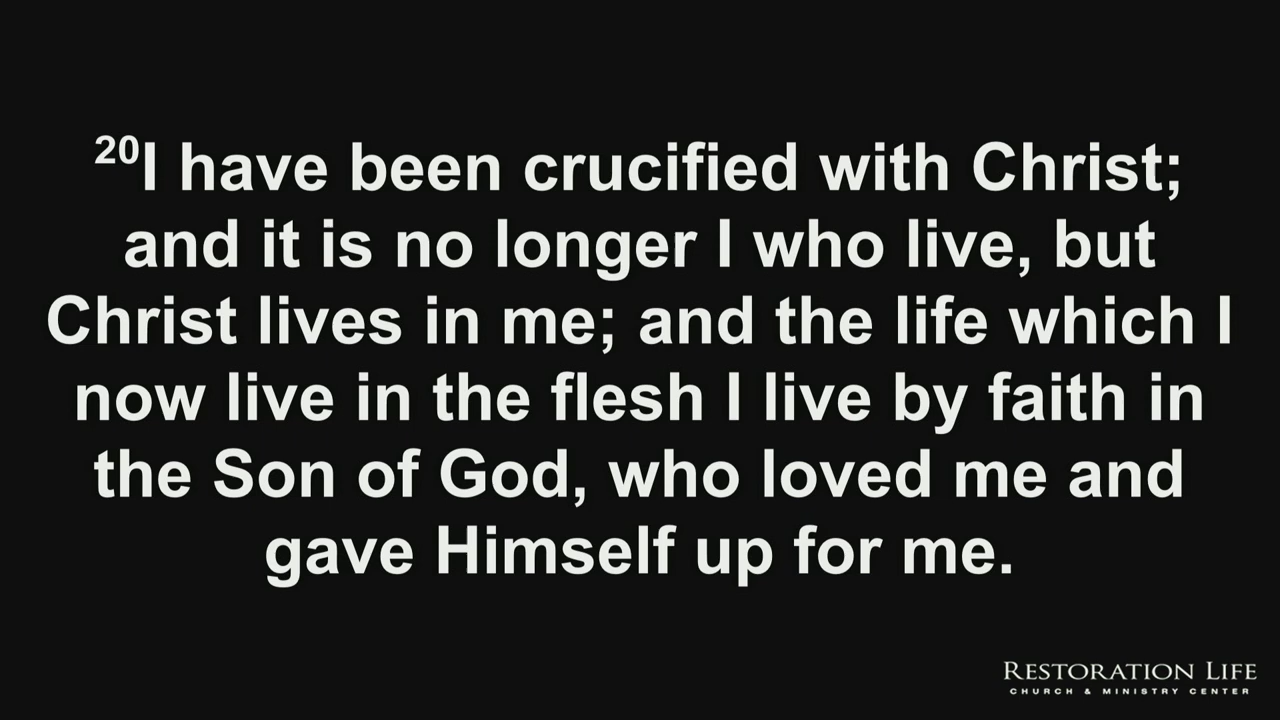 20I have been crucified with Christ;
and it is no longer I who live, but
Christ lives in me; and the life which I
now live in the flesh I live by faith in
the Son of God, who loved me and
gave Himself up for me.
RESTORATION LIFE
CHURCH & MINISTRY CENTER